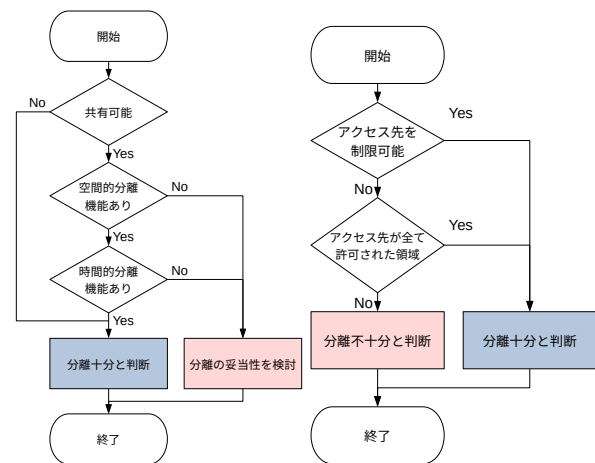 開始
共有可能
No
Yes
空間的分離
機能あり
No
Yes
時間的分離
機能あり
No
Yes
分離十分と判断
分離の妥当性を検討
終了
開始
アクセス先を
制限可能
Yes
No
アクセス先が全て
許可された領域
Yes
No
分離不十分と判断
分離十分と判断
終了